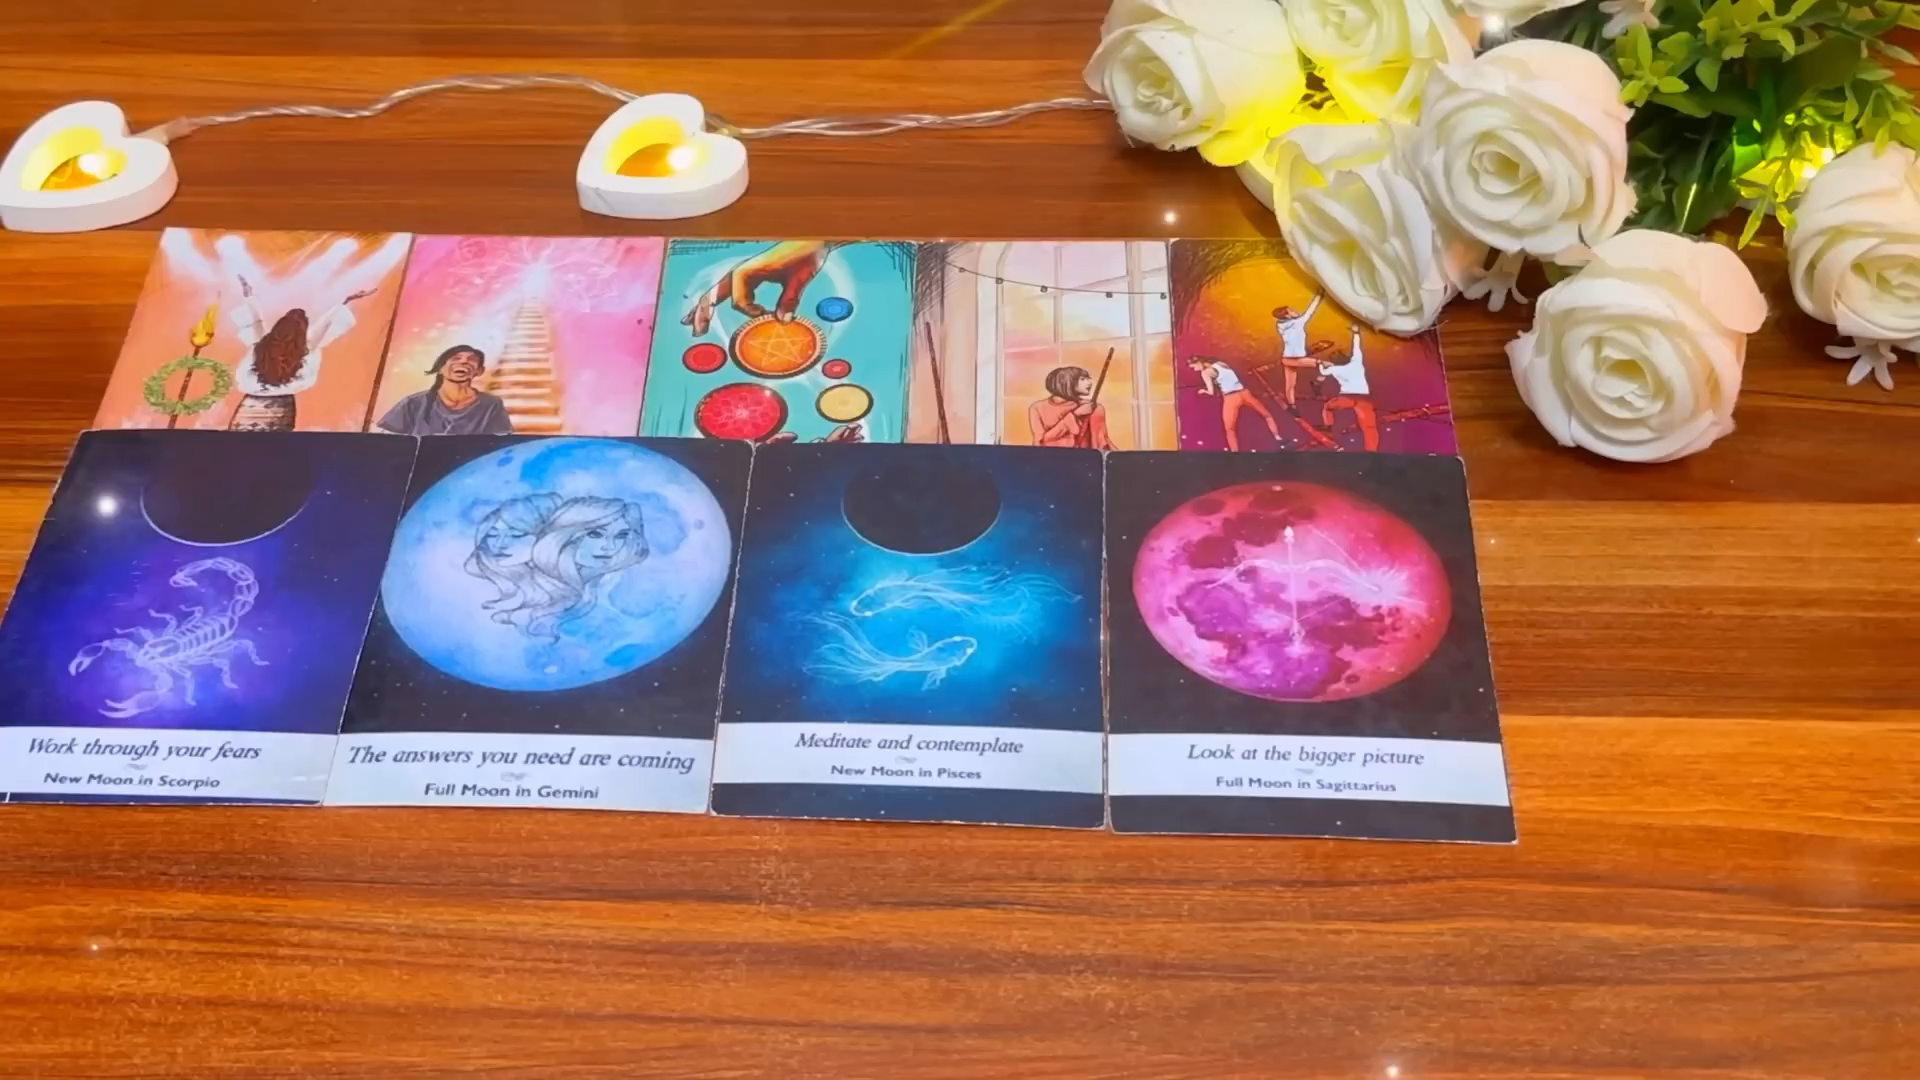 Work through your fears
New Moon in Scorpio
The answers you need are coming
Full Moon in Gemini
Meditate and contemplate
New Moon in Pisces
Look at the bigger picture
Full Moon in Sagittarius